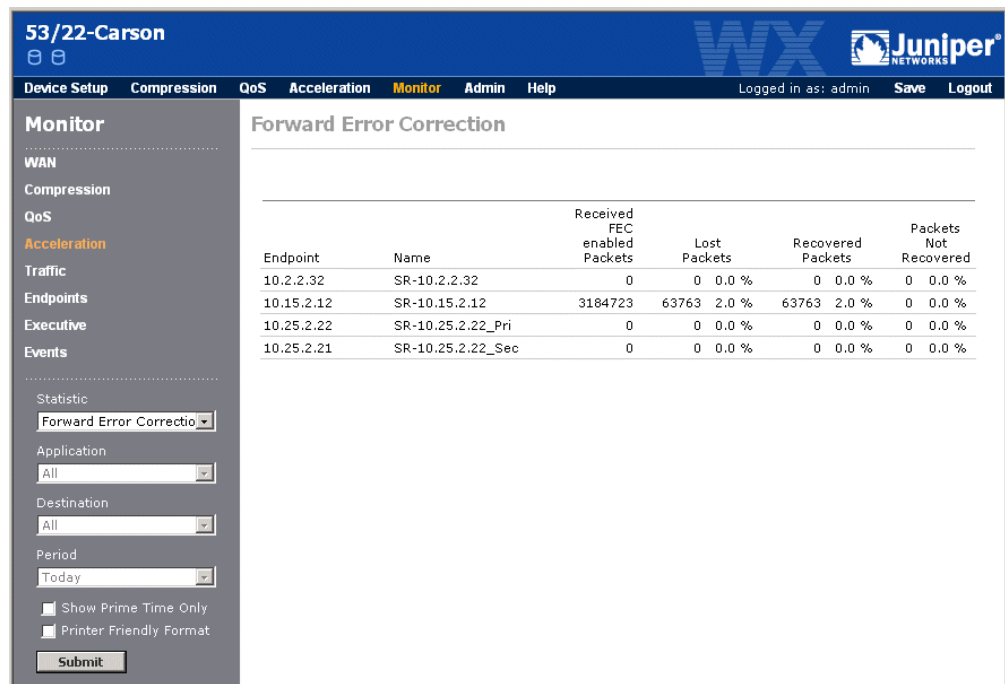 53/22-Carson
WX
Juniper®
NETWORKS
Device Setup Compression QoS Acceleration Monitor Admin Help Logged in as: admin Save Logout
Monitor
WAN
Compression
QoS
Acceleration
Traffic
Endpoints
Executive
Events
Statistic
Forward Error Correctio
Application
All
Destination
All
Period
Today
Show Prime Time Only
Printer Friendly Format
Submit
Forward Error Correction
Endpoint Name Received FEC enabled Packets Lost Packets Recovered Packets Packets Not Recovered
10.2.2.32 SR-10.2.2.32 0 0 0.0 % 0 0.0 % 0 0.0 %
10.15.2.12 SR-10.15.2.12 3184723 63763 2.0 % 63763 2.0 % 0 0.0 %
10.25.2.22 SR-10.25.2.22_Pri 0 0 0.0 % 0 0.0 % 0 0.0 %
10.25.2.21 SR-10.25.2.22_Sec 0 0 0.0 % 0 0.0 % 0 0.0 %